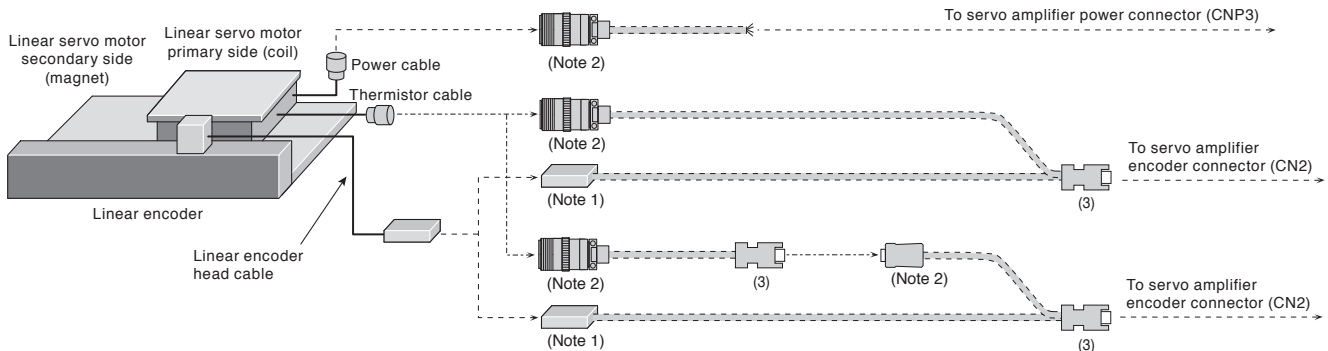 To servo amplifier power connector (CNP3)
Linear servo motor
secondary side
(magnet)
Linear servo motor
primary side (coil)
Power cable
(Note 2)
Thermistor cable
(Note 2)
To servo amplifier
encoder connector (CN2)
(Note 1)
(3)
Linear encoder
Linear encoder
head cable
(Note 2)
(3)
(Note 2)
To servo amplifier
encoder connector (CN2)
(Note 1)
(3)